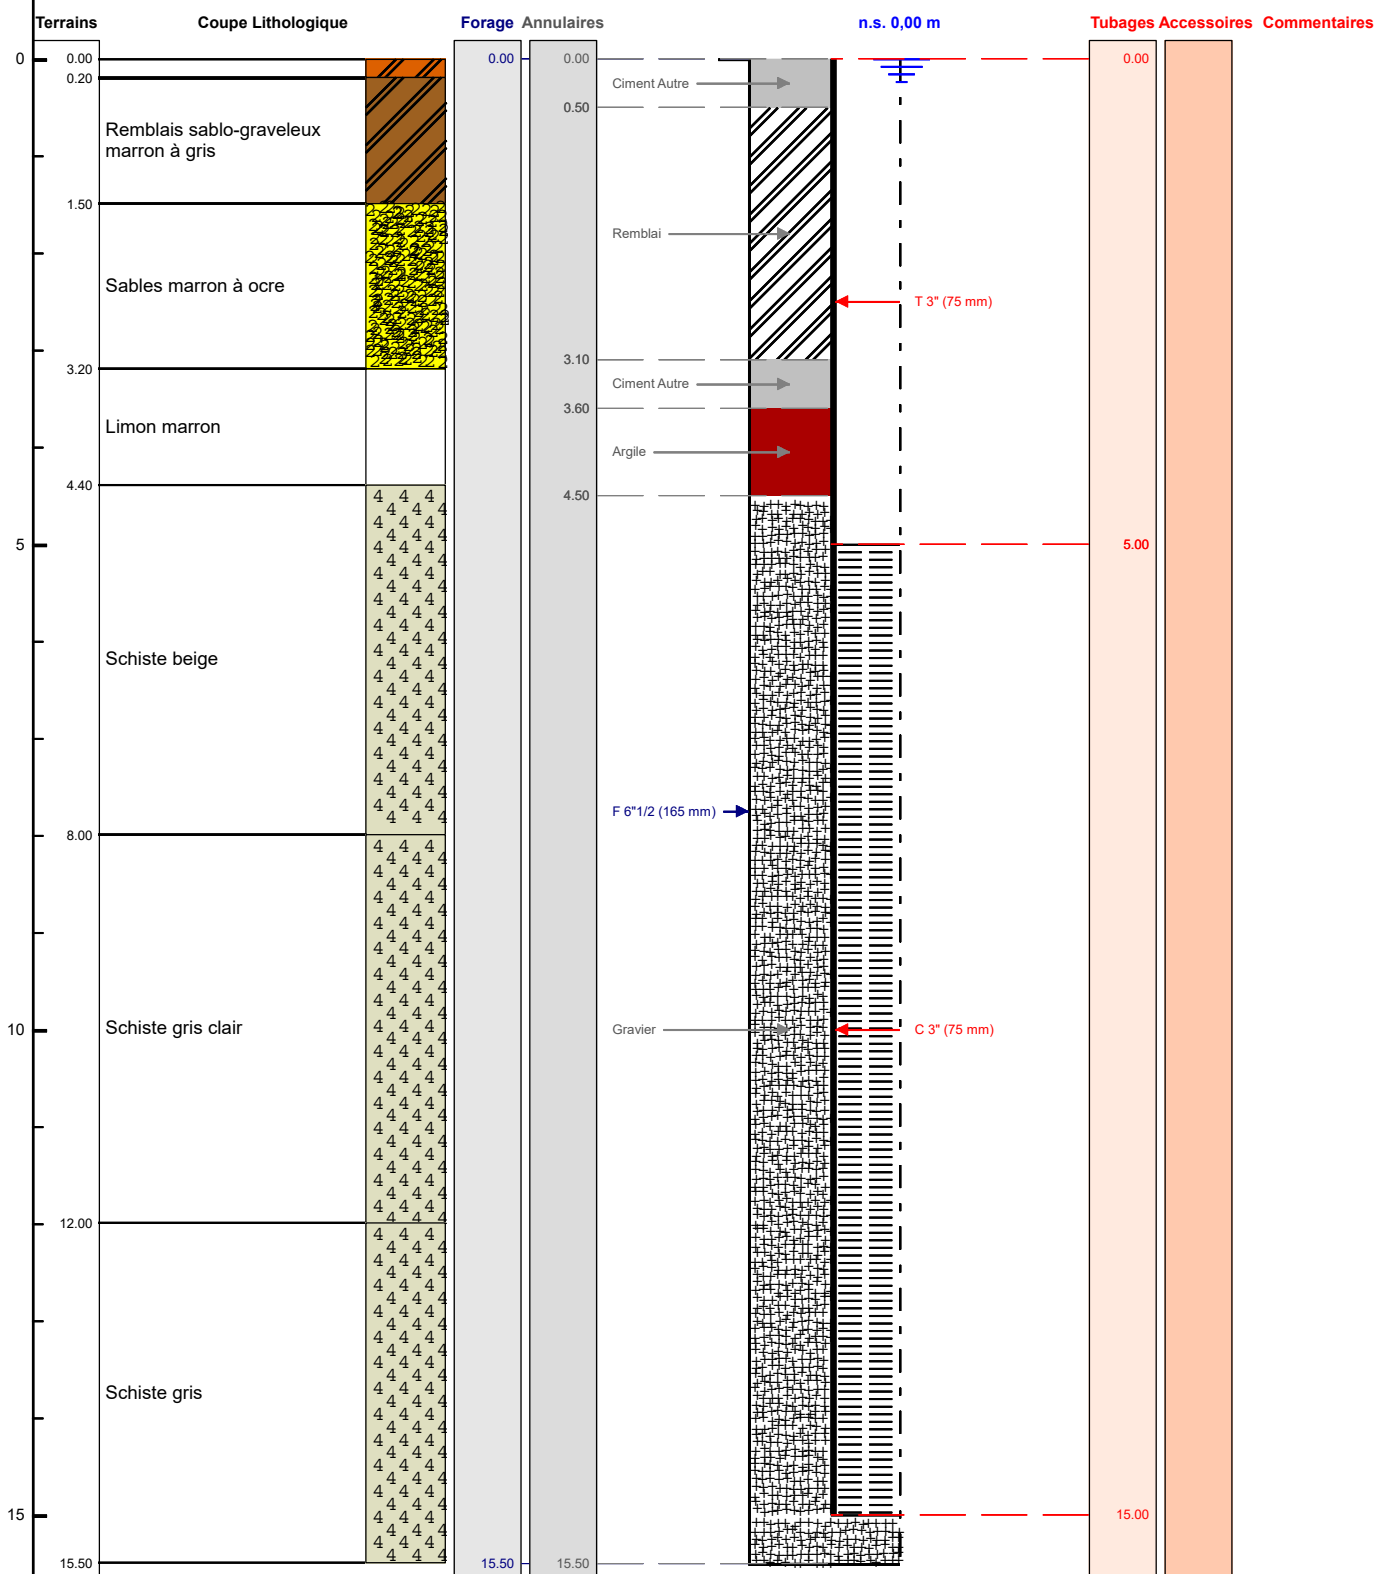 Terrains
Coupe Lithologique
Forage
Annulaires
n.s. 0,00 m
Tubages
Accessoires
Commentaires
0
0.00
0.00
0.00
0.00
0.20
Ciment Autre
0.50
Remblais sablo-graveleux
marron à gris
1.50
Remblai
Sables marron à ocre
T 3" (75 mm)
3.10
3.20
Ciment Autre
3.60
Limon marron
Argile
4.40
4.50
5
5.00
Schiste beige
F 6"1/2 (165 mm)
8.00
Schiste gris clair
10
Gravier
C 3" (75 mm)
12.00
Schiste gris
15
15.00
15.50
15.50
15.50